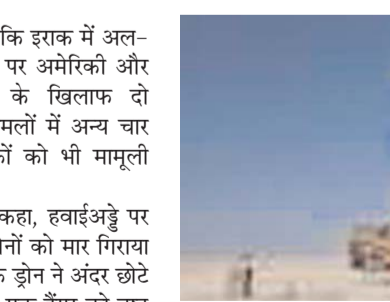 कि इराक में अल-
पर अमेरिकी और
के खिलाफ दो
मलों में अन्य चार
कों को भी मामूली
कहा, हवाईअड्डे पर
नों को मार गिराया
ड्रोन ने अंदर छोटे